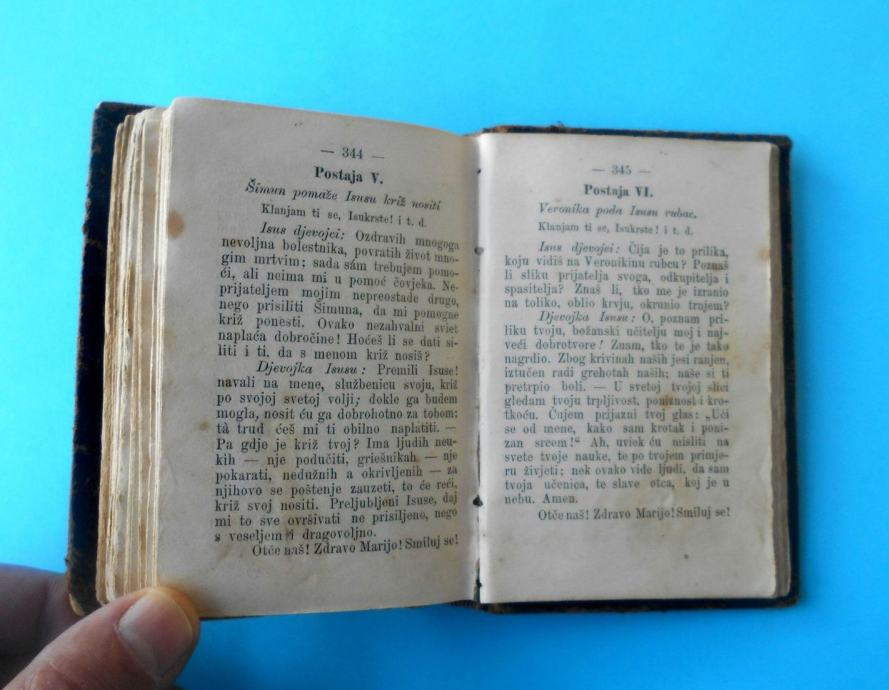 — 344 —
Postaja V.
Šimun pomaže Isusu križ nositi
Klanjam ti se, Isukrste! i t. d.
Isus djevojci: Ozdravih mnogoga
nevoljna bolestnika, povratih život mno-
gim mrtvim; sada sám trebujem pomo-
ći, ali neima mi u pomoć čovjeka. Ne-
prijateljem mojim nepreostade drugo,
nego prisiliti Šimuna, da mi pomogne
križ ponesti. Ovako nezahvalni sviet
naplaća dobročine! Hoćeš li se dati si-
liti i ti, da s menom križ nosiš?
Djevojka Isusu: Premili Isuse!
navali na mene, službenicu svoju, križ
po svojoj svetoj volji; dokle ga budem
mogla, nosit ću ga dobrohotno za tobom:
tâ trud ćeš mi ti obilno naplatiti. —
Pa gdje je križ tvoj? Ima ljudih neu-
kih — nje podučiti, griešnikah — nje
pokarati, nedužnih a okrivljenih — za
njihovo se poštenje zauzeti, to će reći,
križ svoj nositi. Preljubljeni Isuse, daj
mi to sve ovršivati ne prisiljeno, nego
s veseljem i dragovoljno.
Otče naš! Zdravo Marijo! Smiluj se!
— 345 —
Postaja VI.
Veronika poda Isusu rubac.
Klanjam ti se, Isukrste! i t. d.
Isus djevojci: Čija je to prilika,
koju vidiš na Veronikinu rubcu? Poznaš
li sliku prijatelja svoga, odkupitelja i
spasitelja? Znaš li, tko me je izranio
na toliko, oblio krvju, okrunio trnjem?
Djevojka Isusu: O, poznam pri-
liku tvoju, božanski učitelju moj i naj-
veći dobrotvore! Znam, tko te je tako
nagrdio. Zbog krivinah naših jesi ranjen,
iztučen radi grehotah naših; naše si ti
pretrpio boli. — U svetoj tvojoj slici
gledam tvoju trpljivost, poniznost i kro-
tkoću. Čujem prijazni tvoj glas: „Uči
se od mene, kako sam krotak i poni-
zan srcem!“ Ah, uviek ću misliti na
svete tvoje nauke, te po tvojem primje-
ru živjeti; nek ovako vide ljudi, da sam
tvoja učenica, te slave otca, koj je u
nebu. Amen.
Otče naš! Zdravo Marijo! Smiluj se!